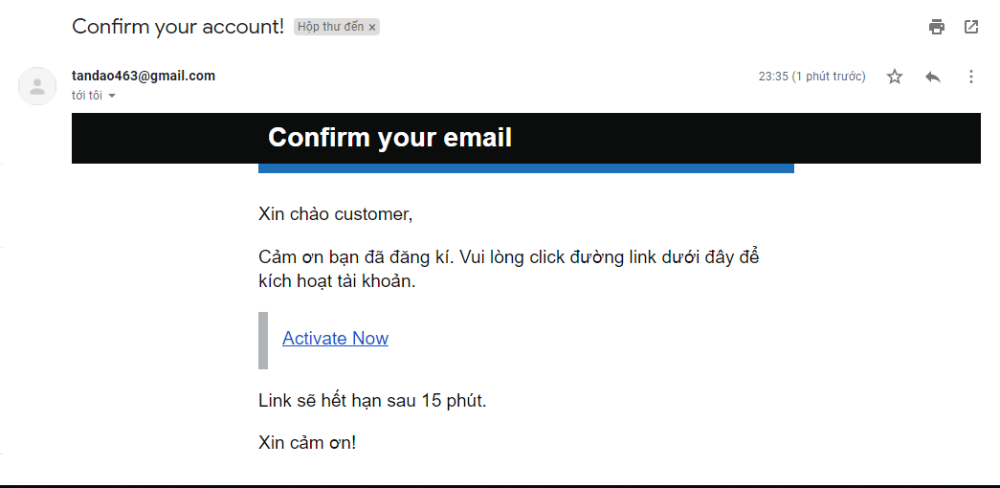 Confirm your account! Hộp thư đến ×
tandao463@gmail.com 23:35 (1 phút trước)
tới tôi
Confirm your email
Xin chào customer,
Cảm ơn bạn đã đăng kí. Vui lòng click đường link dưới đây để
kích hoạt tài khoản.
Activate Now
Link sẽ hết hạn sau 15 phút.
Xin cảm ơn!